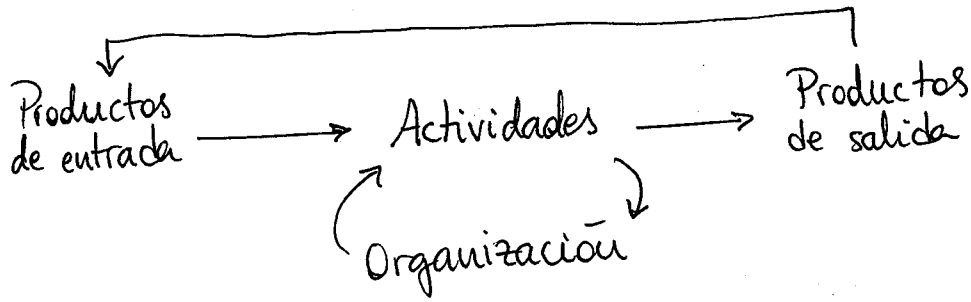 Productos
de entrada
Actividades
Productos
de salida
Organización